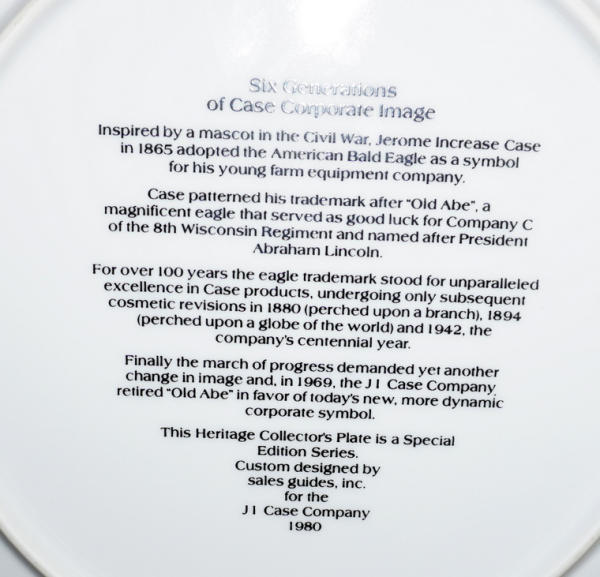 Six Generations
of Case Corporate Image
Inspired by a mascot in the Civil War, Jerome Increase Case
in 1865 adopted the American Bald Eagle as a symbol
for his young farm equipment company.
Case patterned his trademark after "Old Abe", a
magnificent eagle that served as good luck for Company C
of the 8th Wisconsin Regiment and named after President
Abraham Lincoln.
For over 100 years the eagle trademark stood for unparalleled
excellence in Case products, undergoing only subsequent
cosmetic revisions in 1880 (perched upon a branch), 1894
(perched upon a globe of the world) and 1942, the
company's centennial year.
Finally the march of progress demanded yet another
change in image and, in 1969, the J I Case Company
retired "Old Abe" in favor of today's new, more dynamic
corporate symbol.
This Heritage Collector's Plate is a Special
Edition Series.
Custom designed by
sales guides, inc.
for the
J I Case Company
1980